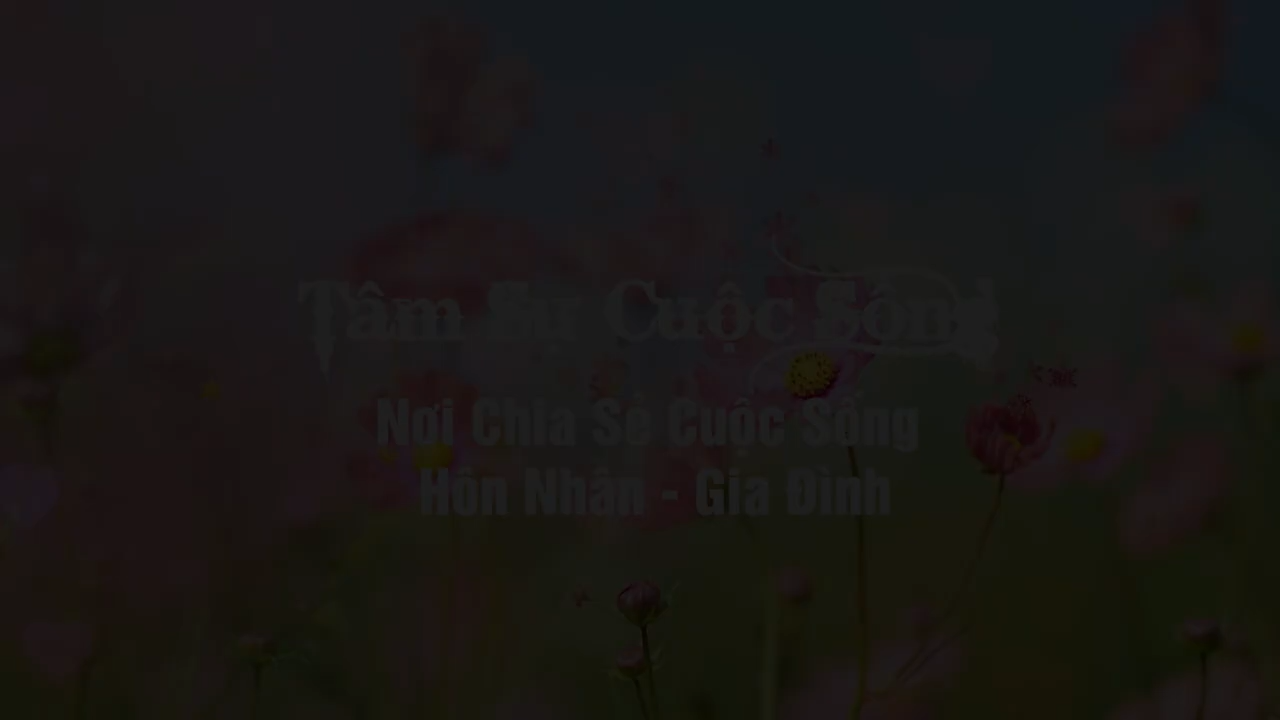 Tâm Sự Cuộc Sống
Nơi Chia Sẻ Cuộc Sống
Hôn Nhân - Gia Đình